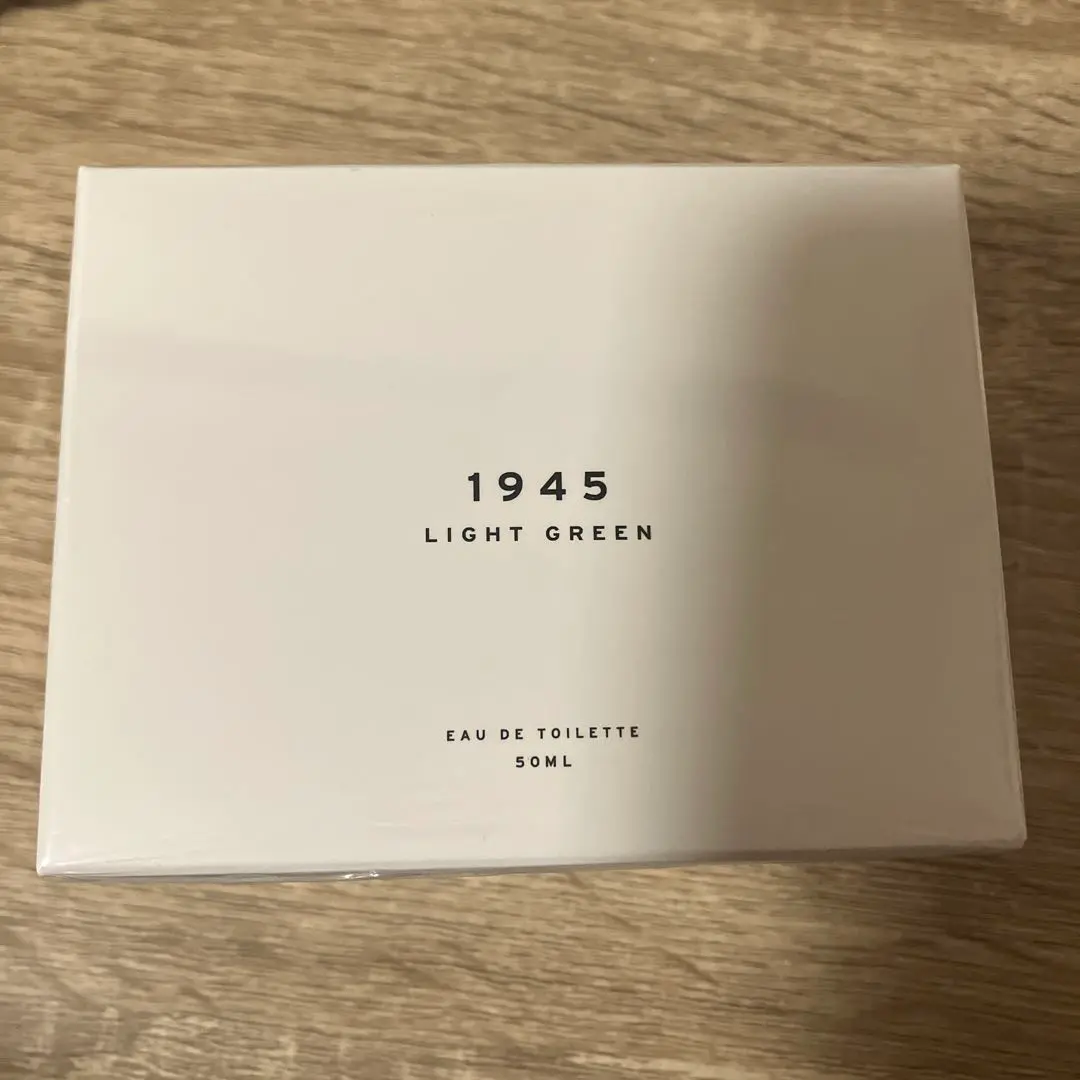 1945
LIGHT GREEN
EAU DE TOILETTE
50ML